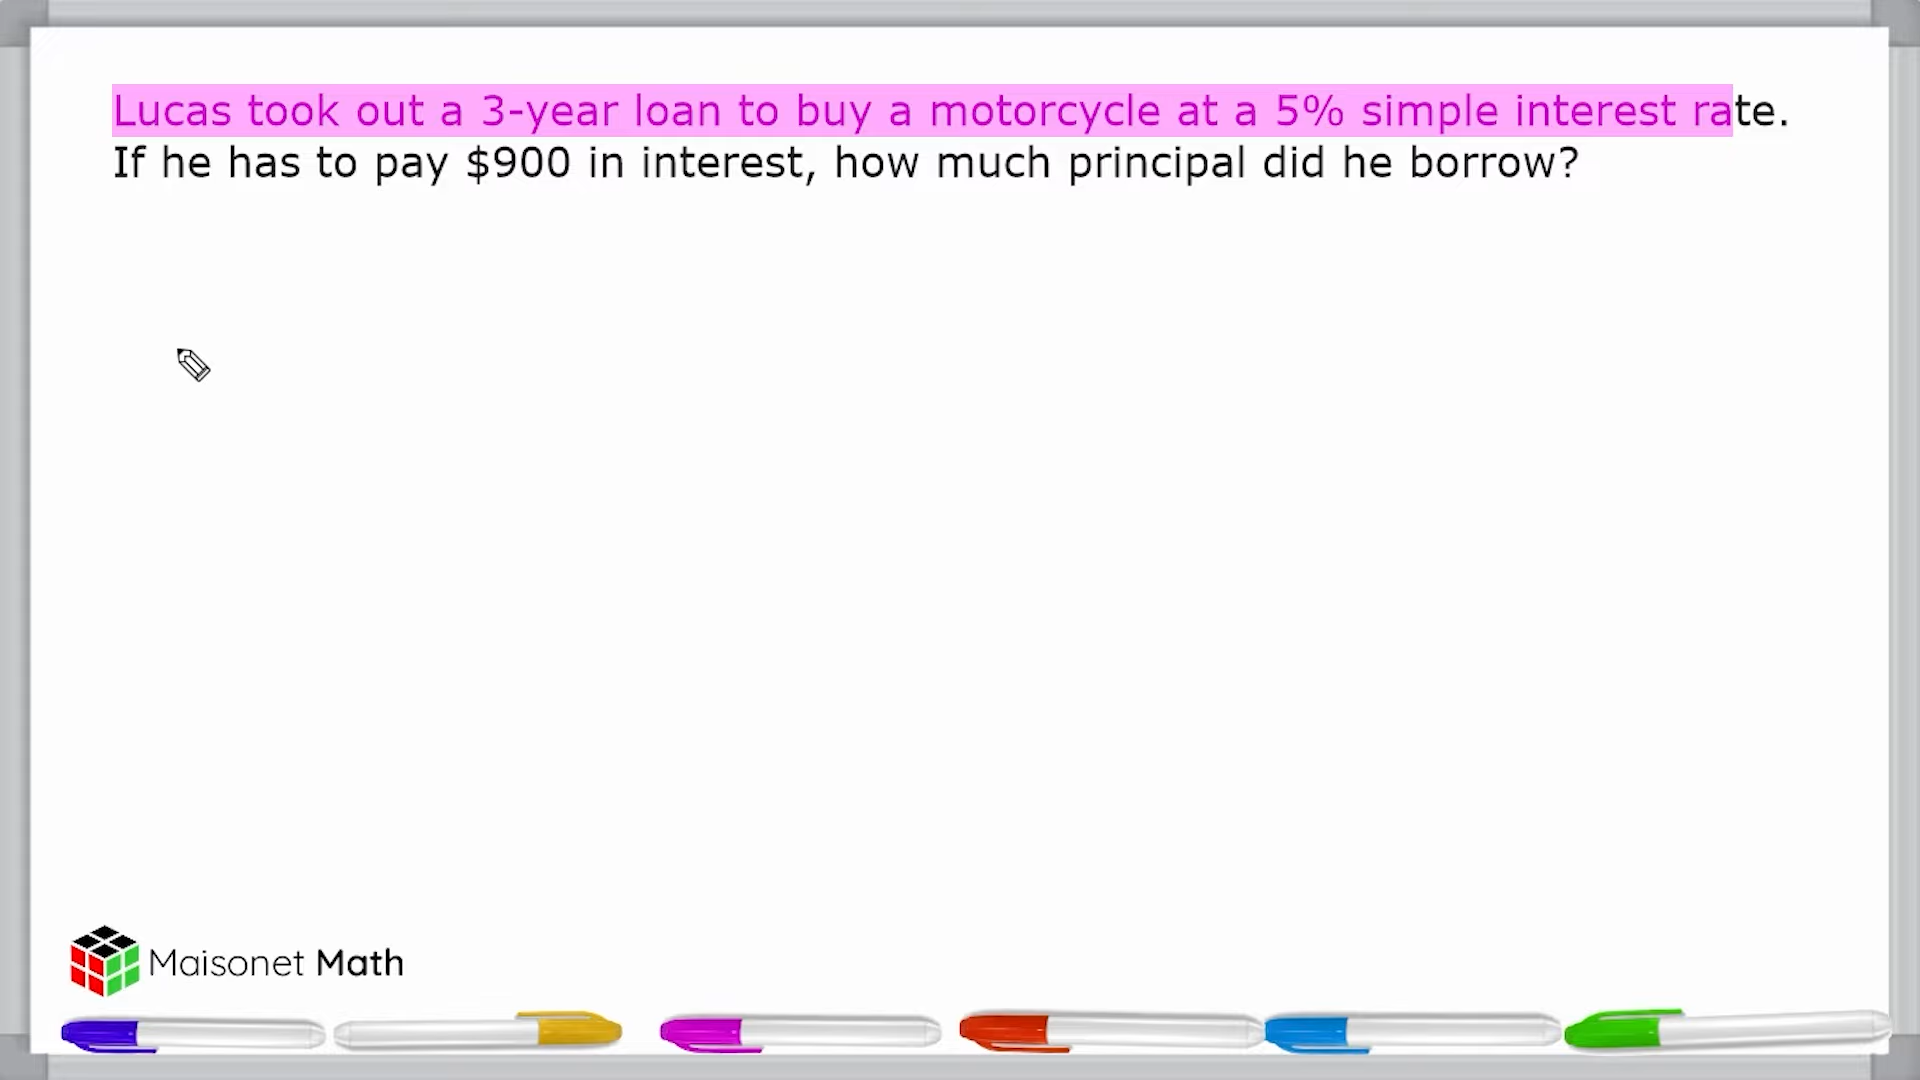 Lucas took out a 3-year loan to buy a motorcycle at a 5% simple interest rate.
If he has to pay $900 in interest, how much principal did he borrow?
Maisonet Math